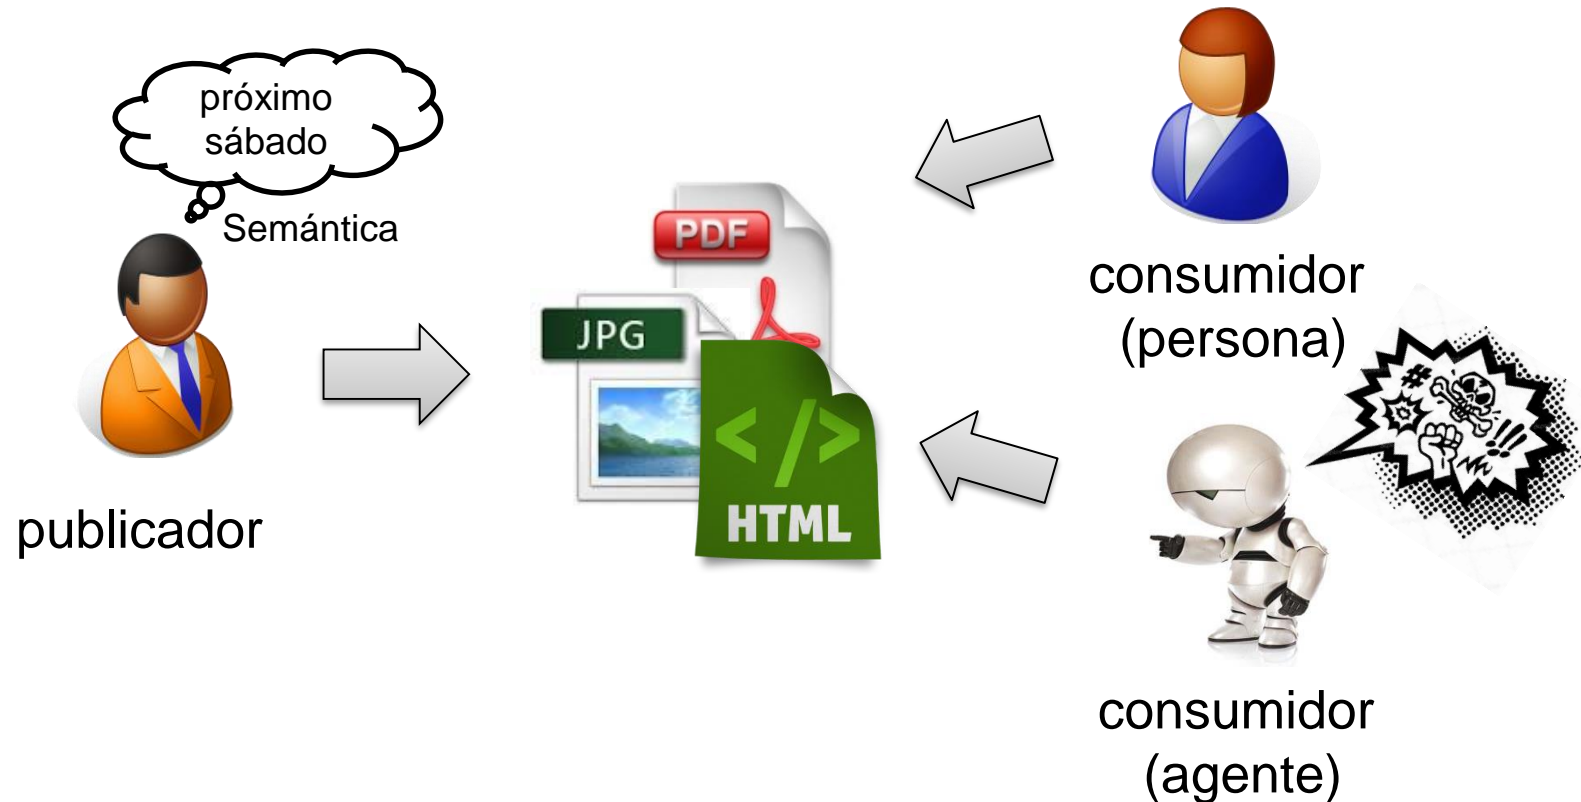 próximo
sábado
Semántica
publicador
PDF
JPG
</>
HTML
consumidor
(persona)
#
!!!
consumidor
(agente)